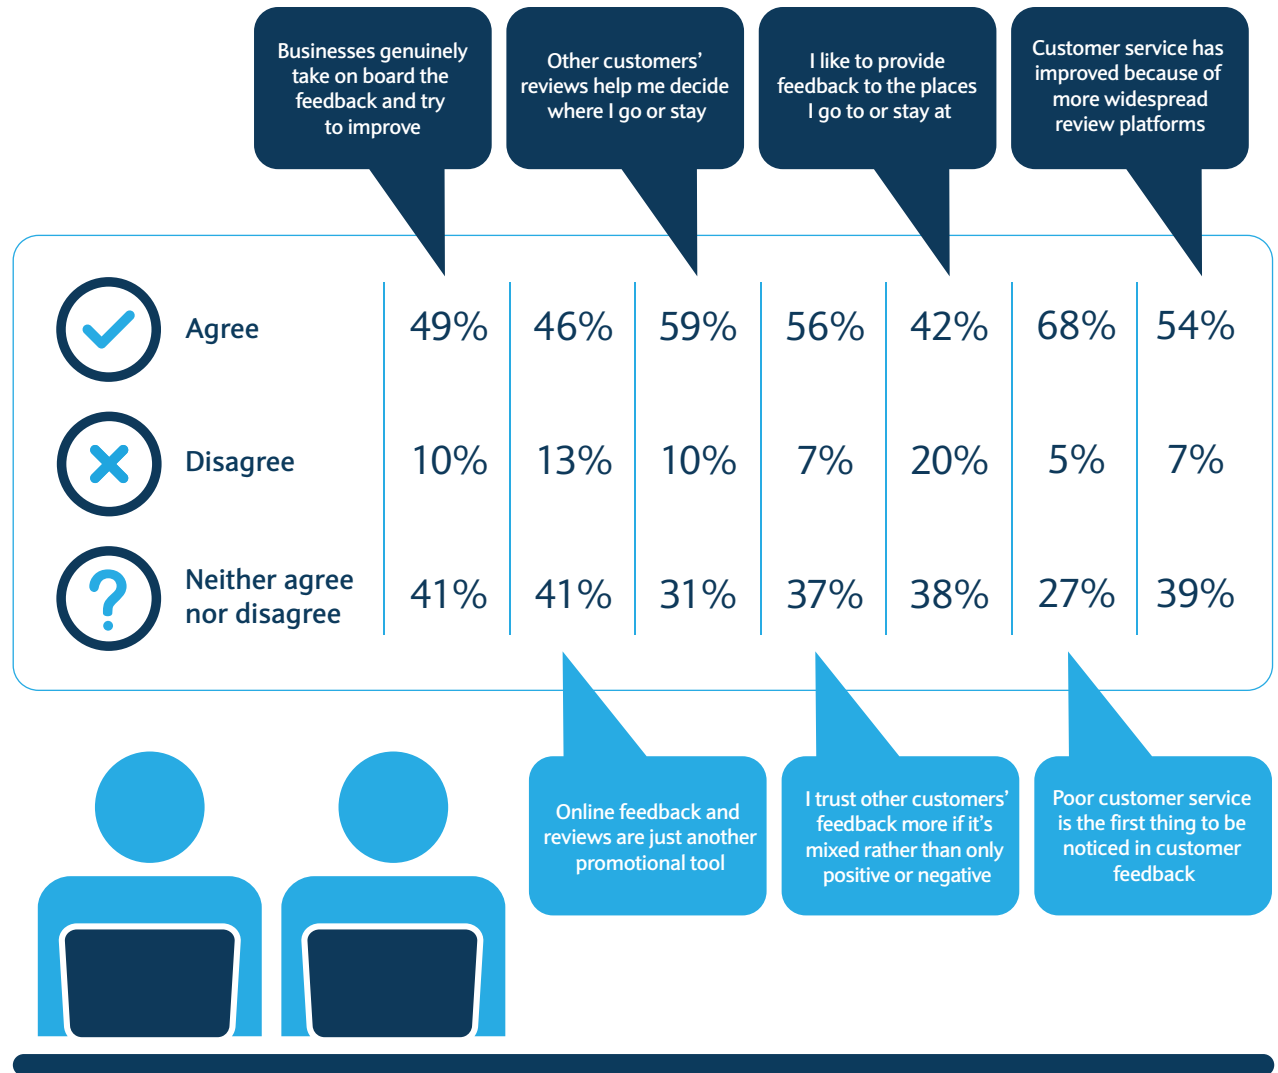 Businesses genuinely
take on board the
feedback and try
to improve
Other customers’
reviews help me decide
where I go or stay
I like to provide
feedback to the places
I go to or stay at
Customer service has
improved because of
more widespread
review platforms
Agree 49% 46% 59% 56% 42% 68% 54%
Disagree 10% 13% 10% 7% 20% 5% 7%
Neither agree
nor disagree 41% 41% 31% 37% 38% 27% 39%
Online feedback and
reviews are just another
promotional tool
I trust other customers’
feedback more if it’s
mixed rather than only
positive or negative
Poor customer service
is the first thing to be
noticed in customer
feedback